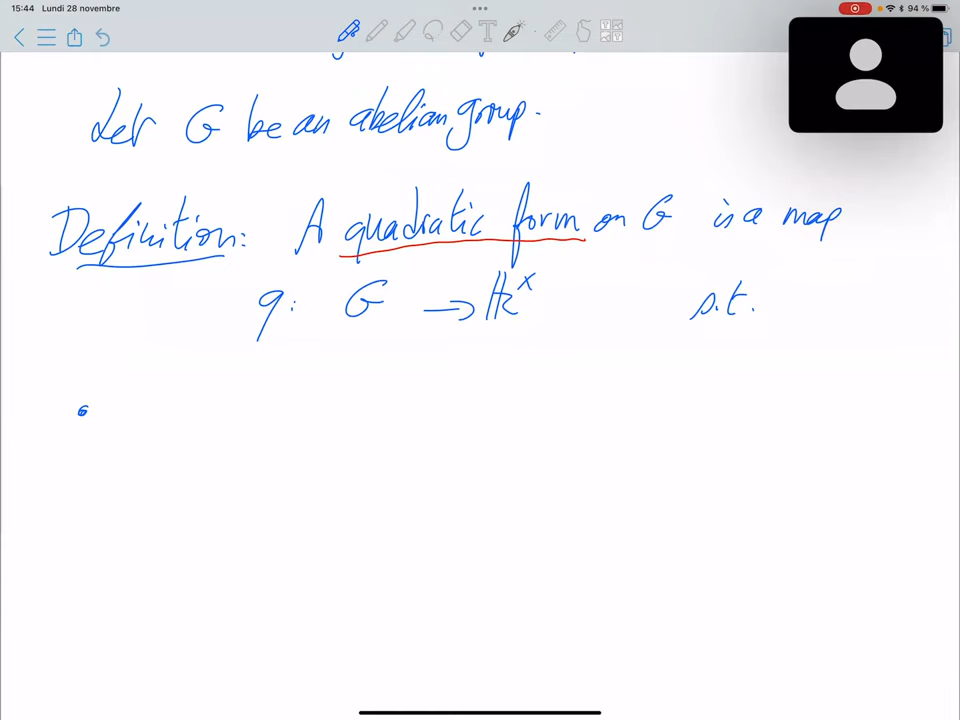 15:44 Lundi 28 novembre
94 %
Let G be an abelian group.
Definition: A quadratic form on G is a map
q: G → 𝕜^× s.t.